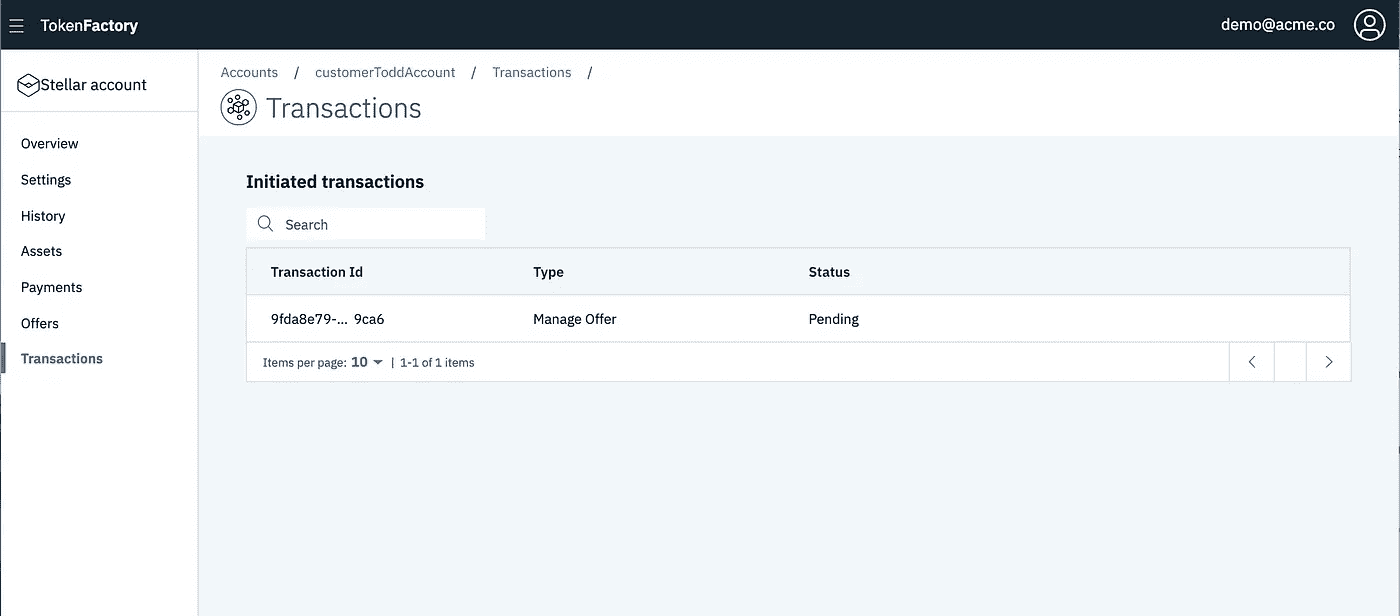 TokenFactory
demo@acme.co
Stellar account
Overview
Settings
History
Assets
Payments
Offers
Transactions
Accounts / customerToddAccount / Transactions /
Transactions
Initiated transactions
Search
Transaction Id Type Status
9fda8e79-... 9ca6 Manage Offer Pending
Items per page: 10 | 1-1 of 1 items